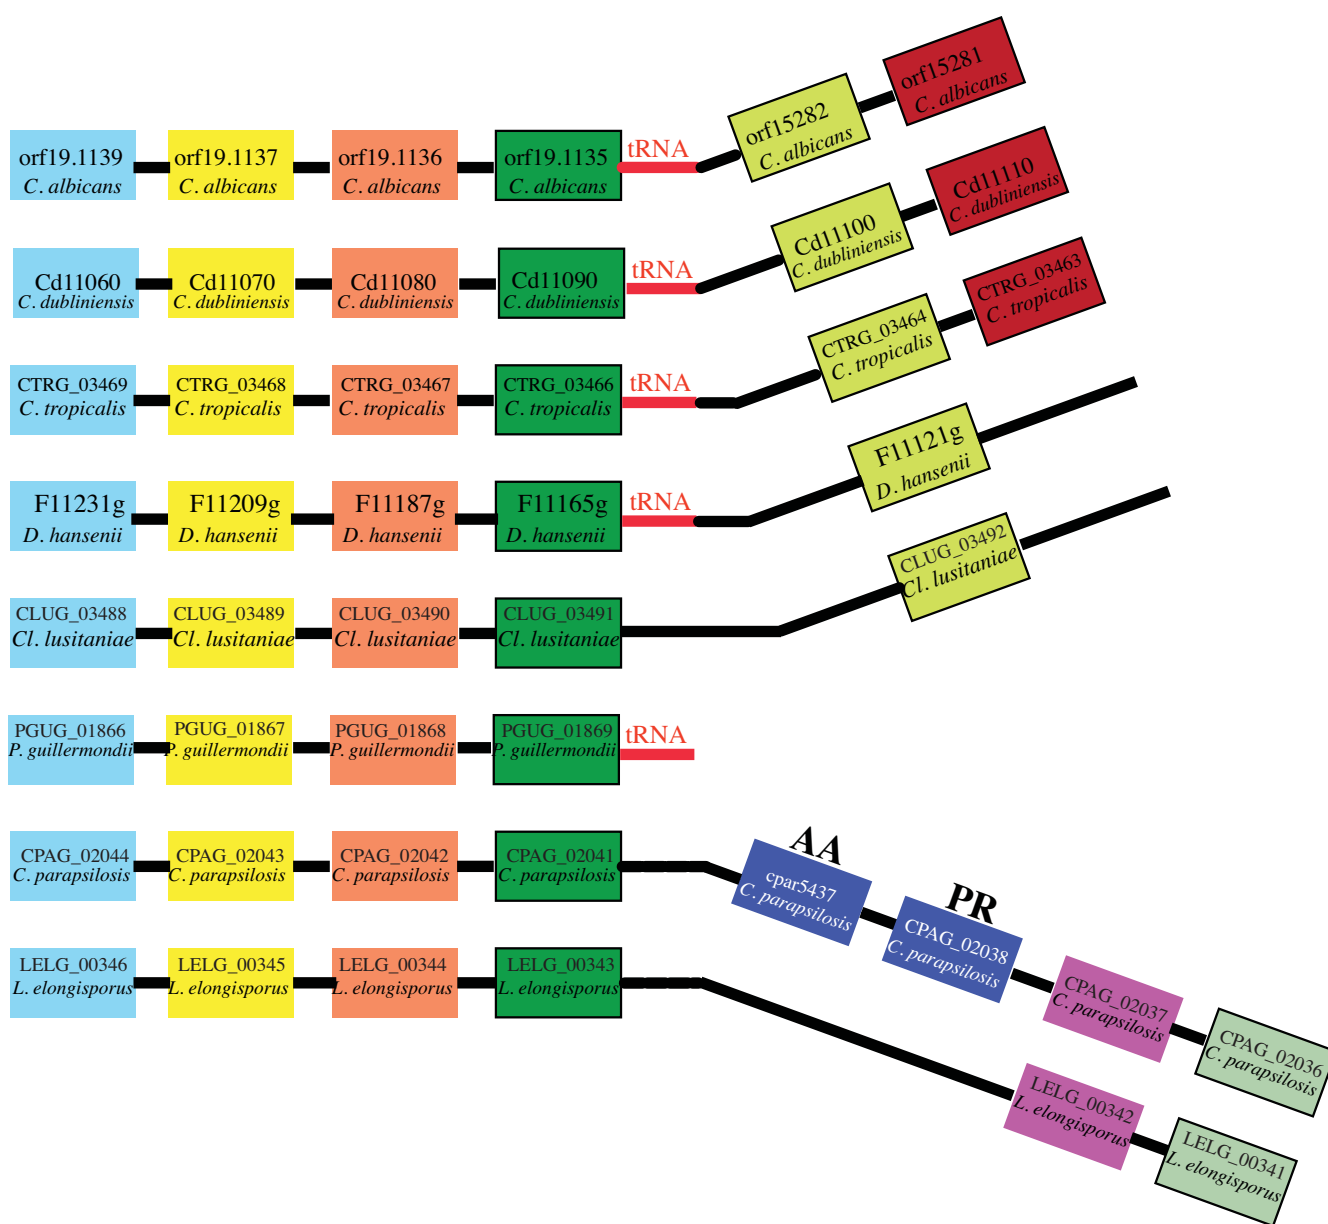 orf19.1139
C. albicans
orf19.1137
C. albicans
orf19.1136
C. albicans
orf19.1135
C. albicans
tRNA
orf15282
C. albicans
orf15281
C. albicans
Cd11060
C. dubliniensis
Cd11070
C. dubliniensis
Cd11080
C. dubliniensis
Cd11090
C. dubliniensis
tRNA
Cd11100
C. dubliniensis
Cd11110
C. dubliniensis
CTRG_03469
C. tropicalis
CTRG_03468
C. tropicalis
CTRG_03467
C. tropicalis
CTRG_03466
C. tropicalis
tRNA
CTRG_03464
C. tropicalis
CTRG_03463
C. tropicalis
F11231g
D. hansenii
F11209g
D. hansenii
F11187g
D. hansenii
F11165g
D. hansenii
tRNA
F11121g
D. hansenii
CLUG_03488
Cl. lusitaniae
CLUG_03489
Cl. lusitaniae
CLUG_03490
Cl. lusitaniae
CLUG_03491
Cl. lusitaniae
CLUG_03492
Cl. lusitaniae
PGUG_01866
P. guillermondii
PGUG_01867
P. guillermondii
PGUG_01868
P. guillermondii
PGUG_01869
P. guillermondii
tRNA
CPAG_02044
C. parapsilosis
CPAG_02043
C. parapsilosis
CPAG_02042
C. parapsilosis
CPAG_02041
C. parapsilosis
AA
cpar5437
C. parapsilosis
PR
CPAG_02038
C. parapsilosis
CPAG_02037
C. parapsilosis
CPAG_02036
C. parapsilosis
LELG_00346
L. elongisporus
LELG_00345
L. elongisporus
LELG_00344
L. elongisporus
LELG_00343
L. elongisporus
LELG_00342
L. elongisporus
LELG_00341
L. elongisporus